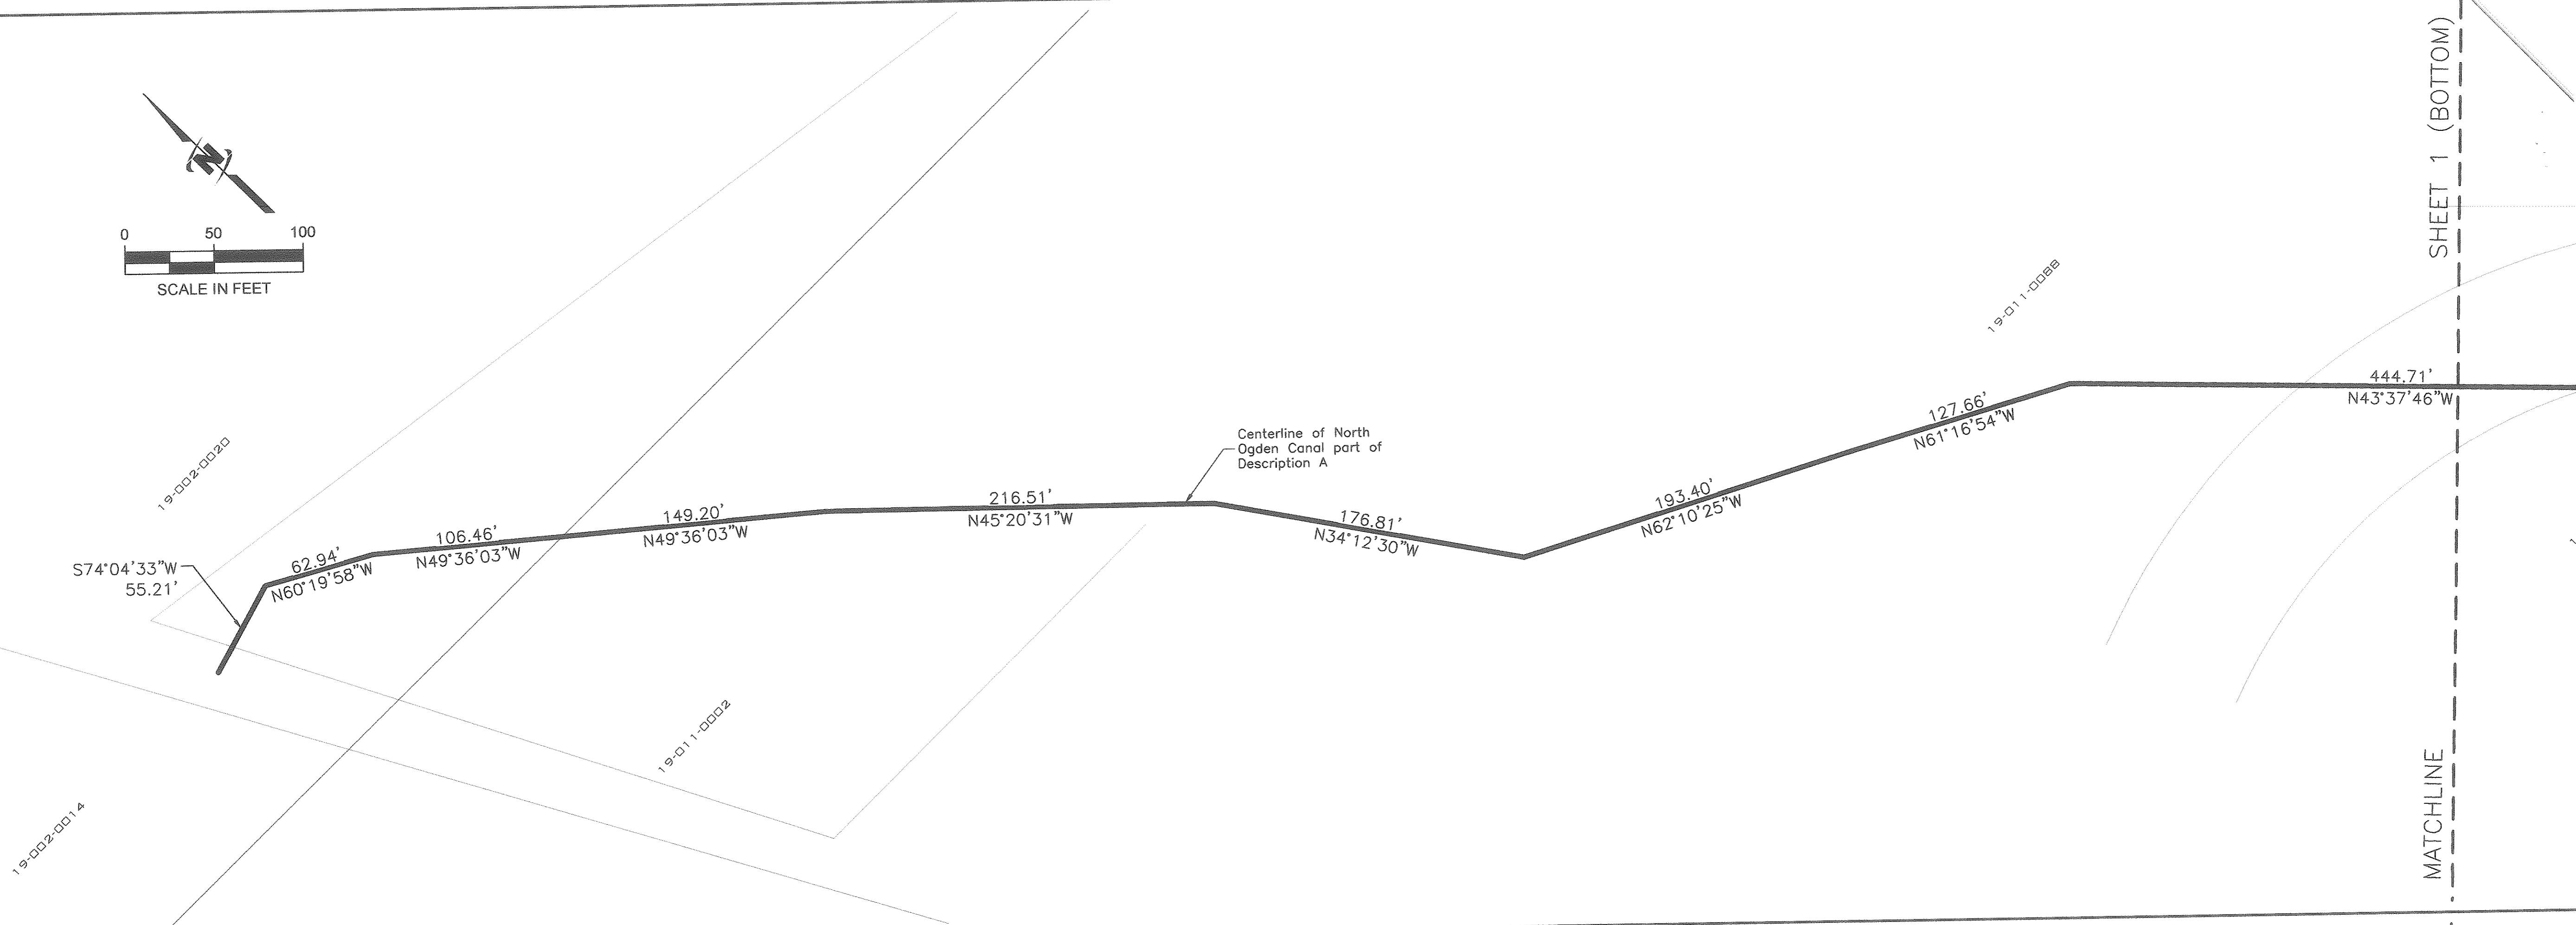 N
0 50 100
SCALE IN FEET
SHEET 1 (BOTTOM)
19-011-0088
444.71'
N43°37'46"W
127.66'
N61°16'54"W
Centerline of North
Ogden Canal part of
Description A
19-002-0020
193.40'
N62°10'25"W
216.51'
N45°20'31"W
176.81'
N34°12'30"W
149.20'
N49°36'03"W
106.46'
N49°36'03"W
62.94'
N60°19'58"W
S74°04'33"W
55.21'
19-011-0002
MATCHLINE
19-002-0014